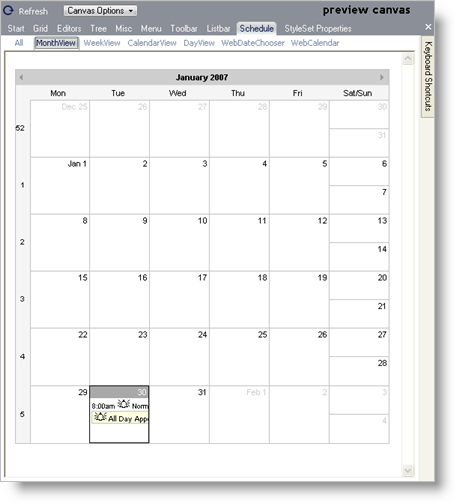 Refresh Canvas Options preview canvas
Start Grid Editors Tree Misc Menu Toolbar Listbar Schedule StyleSet Properties
All MonthView WeekView CalendarView DayView WebDateChooser WebCalendar
Keyboard Shortcuts
January 2007
Mon Tue Wed Thu Fri Sat/Sun
Dec 25 26 27 28 29 30
52
31
Jan 1 2 3 4 5 6
1
7
8 9 10 11 12 13
2
14
15 16 17 18 19 20
3
21
22 23 24 25 26 27
4
28
29 30 31 Feb 1 2 3
8:00am Norm
All Day Appo
5
4